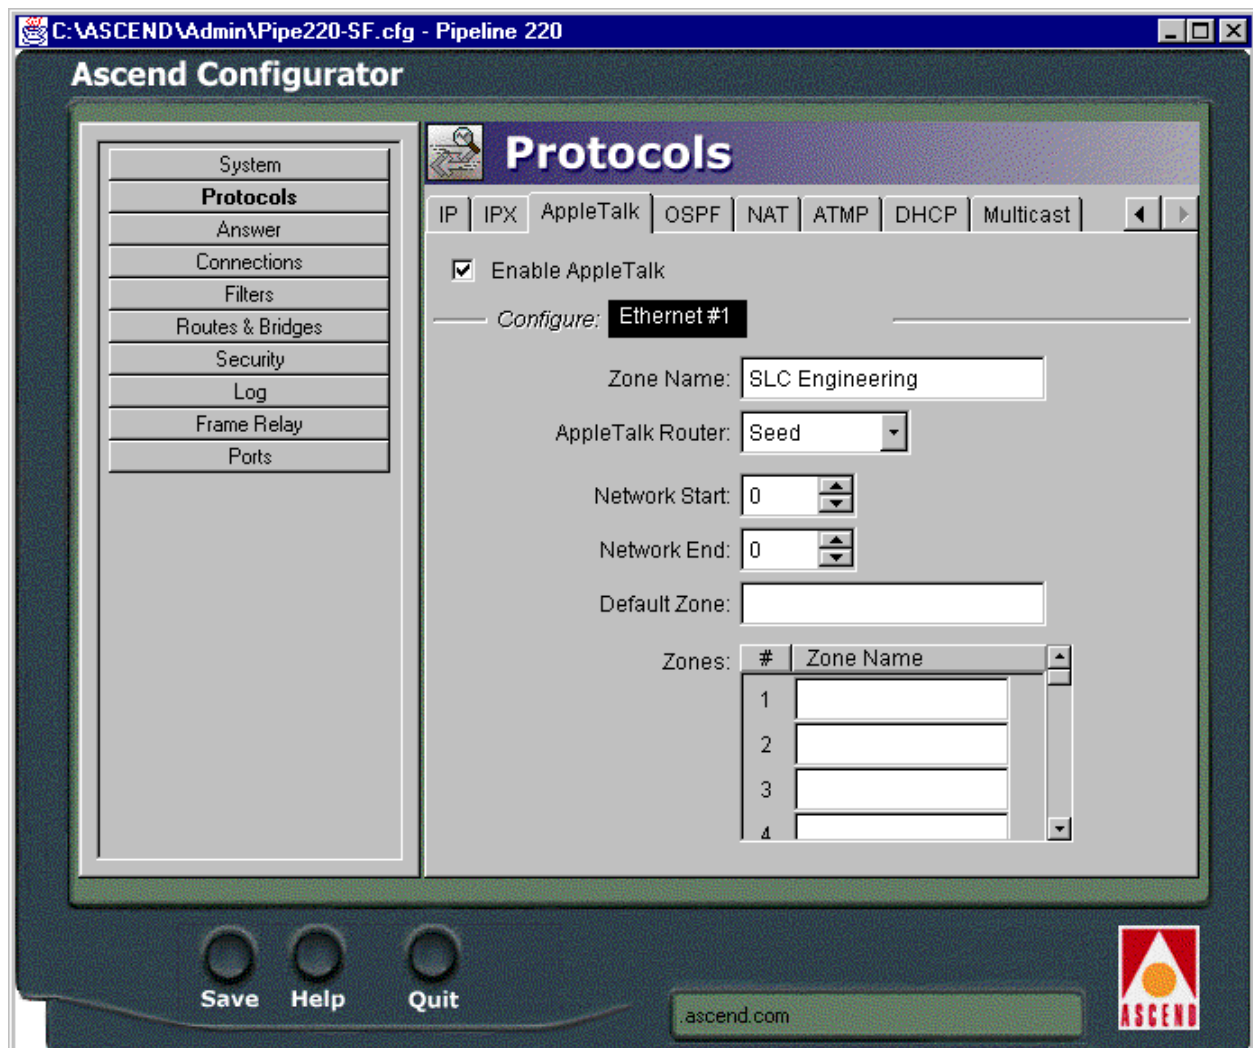 C:\ASCEND\Admin\Pipe220-SF.cfg - Pipeline 220
Ascend Configurator
System
Protocols
Answer
Connections
Filters
Routes & Bridges
Security
Log
Frame Relay
Ports
Protocols
IP IPX AppleTalk OSPF NAT ATMP DHCP Multicast
Enable AppleTalk
Configure: Ethernet #1
Zone Name: SLC Engineering
AppleTalk Router: Seed
Network Start: 0
Network End: 0
Default Zone:
Zones: # Zone Name
1
2
3
4
Save Help Quit
.ascend.com
ASCEND